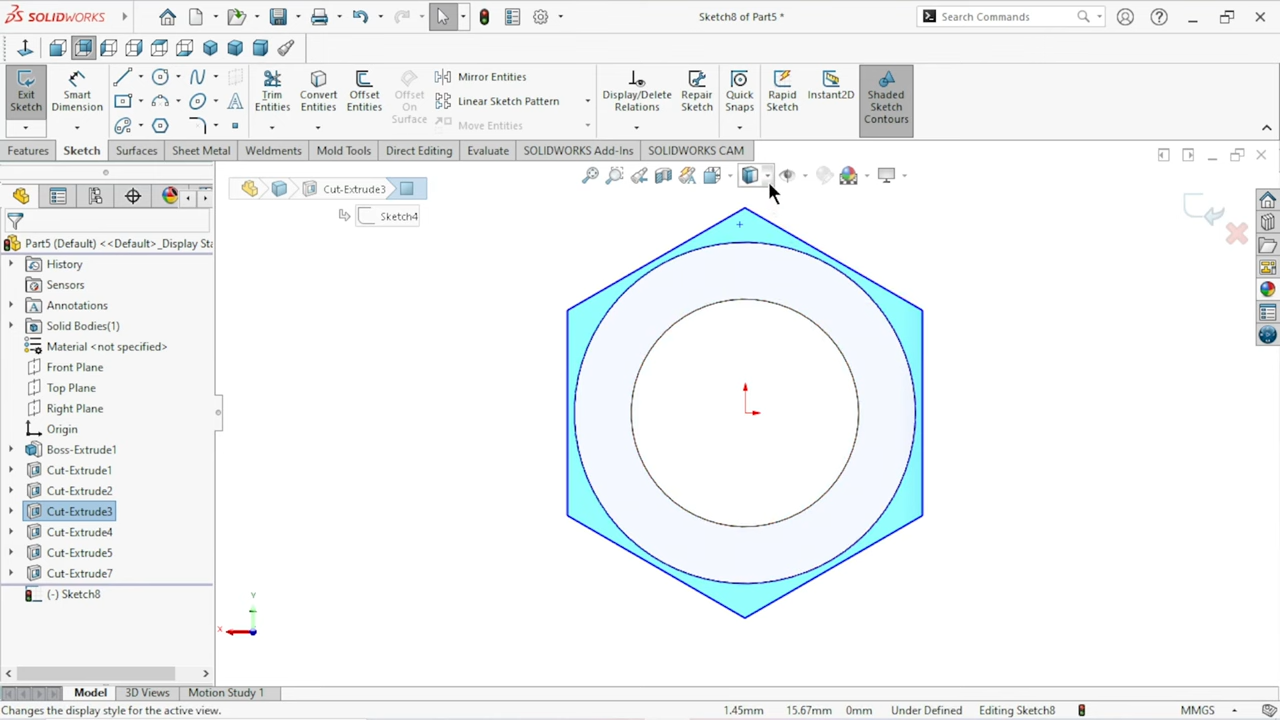 SOLIDWORKS
Sketch8 of Part5 *
Search Commands
Exit Sketch
Smart Dimension
Trim Entities
Convert Entities
Offset Entities
Offset On Surface
Mirror Entities
Linear Sketch Pattern
Move Entities
Display/Delete Relations
Repair Sketch
Quick Snaps
Rapid Sketch
Instant2D
Shaded Sketch Contours
Features
Sketch
Surfaces
Sheet Metal
Weldments
Mold Tools
Direct Editing
Evaluate
SOLIDWORKS Add-Ins
SOLIDWORKS CAM
Cut-Extrude3
Sketch4
Part5 (Default) <<Default>_Display Sta
History
Sensors
Annotations
Solid Bodies(1)
Material <not specified>
Front Plane
Top Plane
Right Plane
Origin
Boss-Extrude1
Cut-Extrude1
Cut-Extrude2
Cut-Extrude3
Cut-Extrude4
Cut-Extrude5
Cut-Extrude7
(-) Sketch8
Y
X
Model
3D Views
Motion Study 1
Changes the display style for the active view.
1.45mm
15.67mm
0mm
Under Defined
Editing Sketch8
MMGS